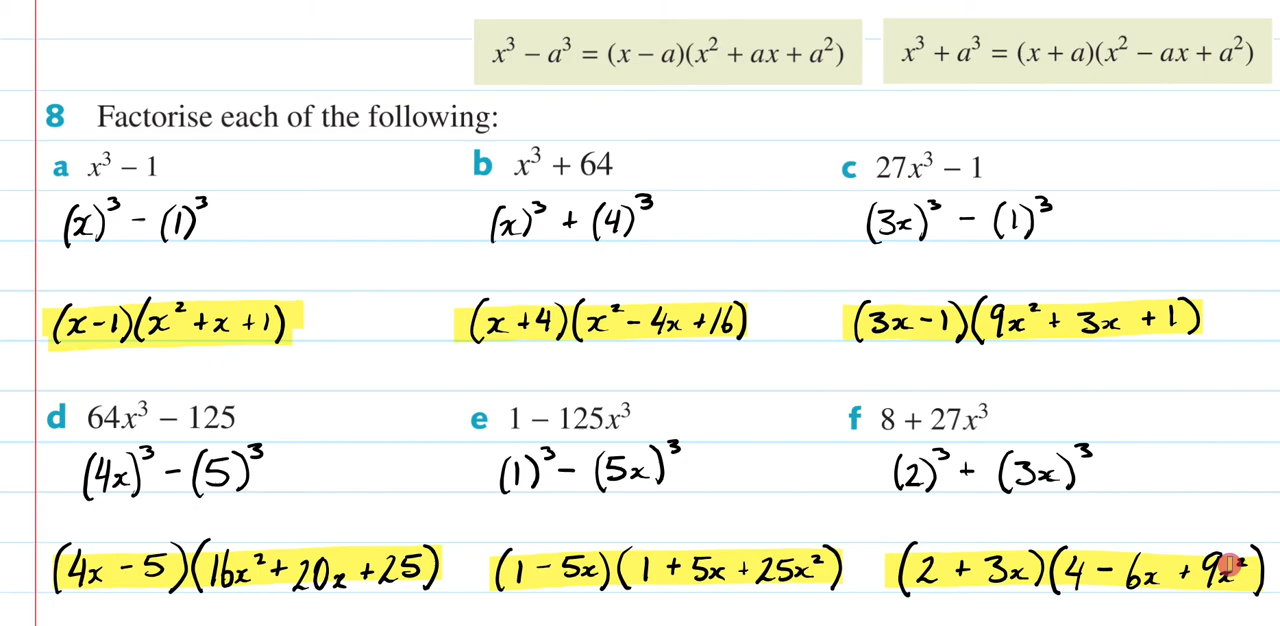 x³ − a³ = (x − a)(x² + ax + a²)
x³ + a³ = (x + a)(x² − ax + a²)
8 Factorise each of the following:
a x³ − 1
b x³ + 64
c 27x³ − 1
(x)³ − (1)³
(x)³ + (4)³
(3x)³ − (1)³
(x−1)(x² + x + 1)
(x + 4)(x² − 4x + 16)
(3x − 1)(9x² + 3x + 1)
d 64x³ − 125
e 1 − 125x³
f 8 + 27x³
(4x)³ − (5)³
(1)³ − (5x)³
(2)³ + (3x)³
(4x − 5)(16x² + 20x + 25)
(1 − 5x)(1 + 5x + 25x²)
(2 + 3x)(4 − 6x + 9x²)